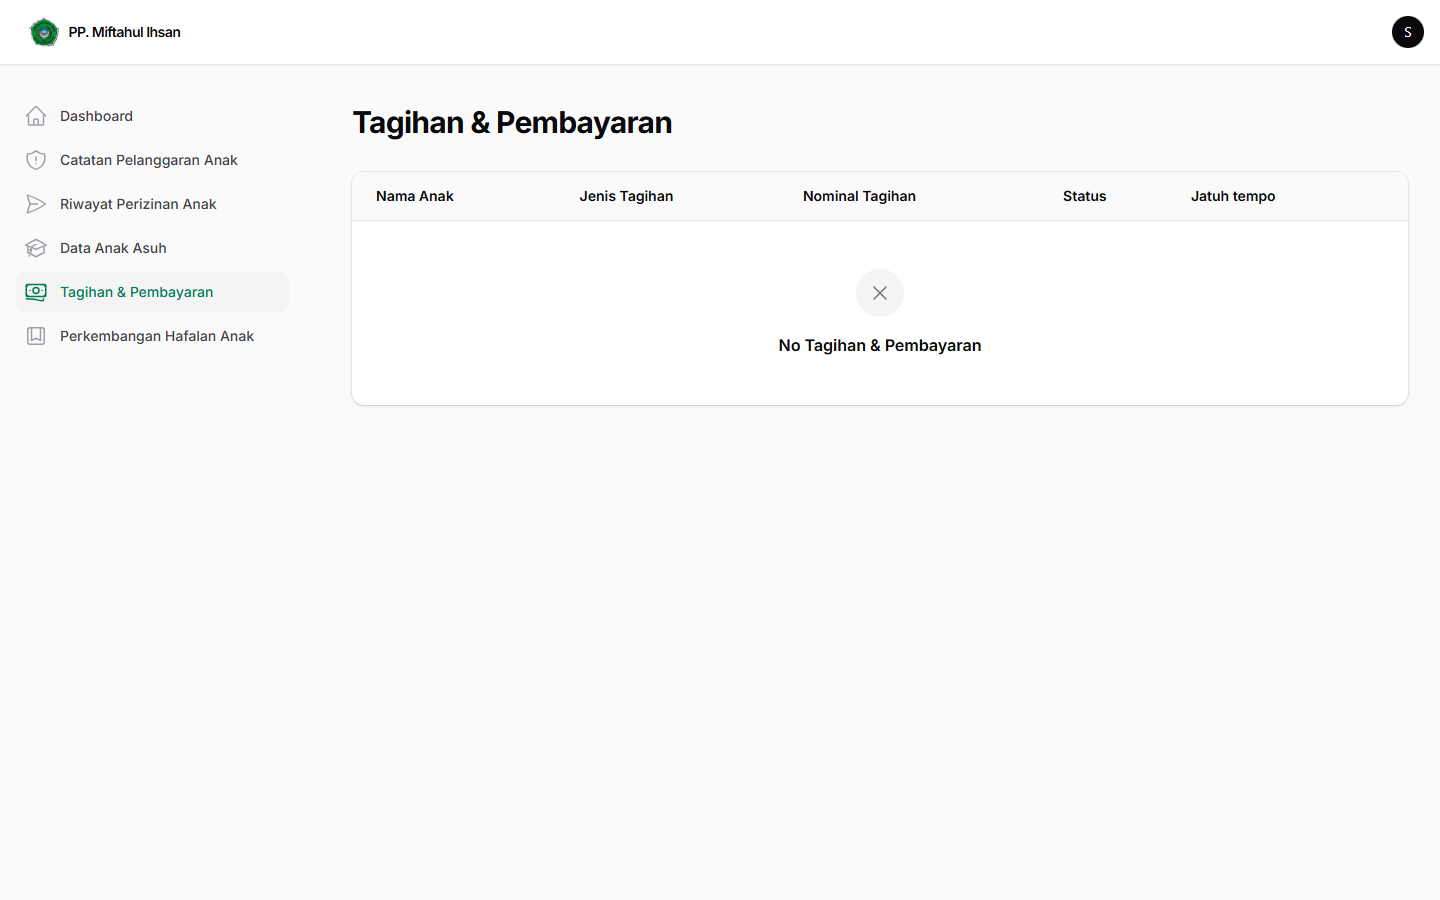 PP. Miftahul Ihsan
S
Dashboard
Catatan Pelanggaran Anak
Riwayat Perizinan Anak
Data Anak Asuh
Tagihan & Pembayaran
Perkembangan Hafalan Anak
Tagihan & Pembayaran
Nama Anak Jenis Tagihan Nominal Tagihan Status Jatuh tempo
No Tagihan & Pembayaran